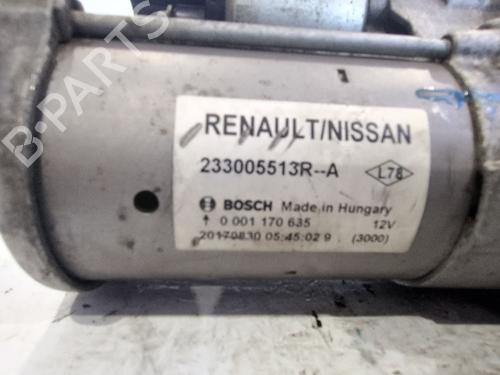 B-PARTS
RENAULT/NISSAN
233005513R--A
L78
BOSCH Made in Hungary
0 001 170 635 12V
20170830 05:45:02 9 (3000)